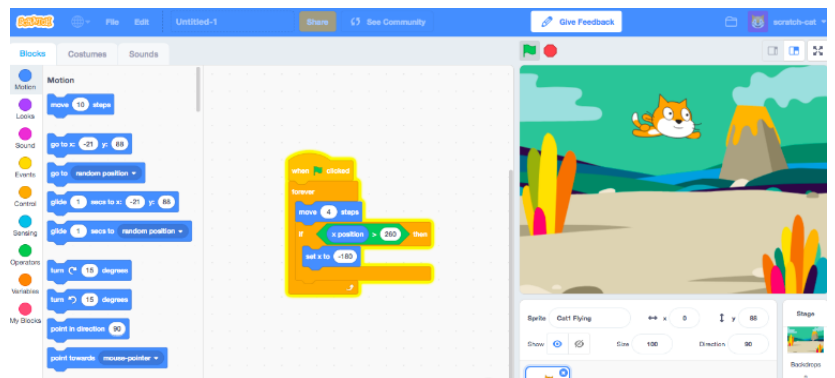 SCRATCH File Edit Untitled-1 Share See Community Give Feedback scratch-cat
Blocks Costumes Sounds
Motion
Looks
Sound
Events
Control
Sensing
Operators
Variables
My Blocks
Motion
move 10 steps
go to x: -21 y: 88
go to random position
glide 1 secs to x: -21 y: 88
glide 1 secs to random position
turn 15 degrees
turn 15 degrees
point in direction 90
point towards mouse-pointer
when clicked
forever
move 4 steps
if x position > 260 then
set x to -180
Sprite Cat1 Flying x 0 y 88
Show Size 100 Direction 90
Stage
Backdrops